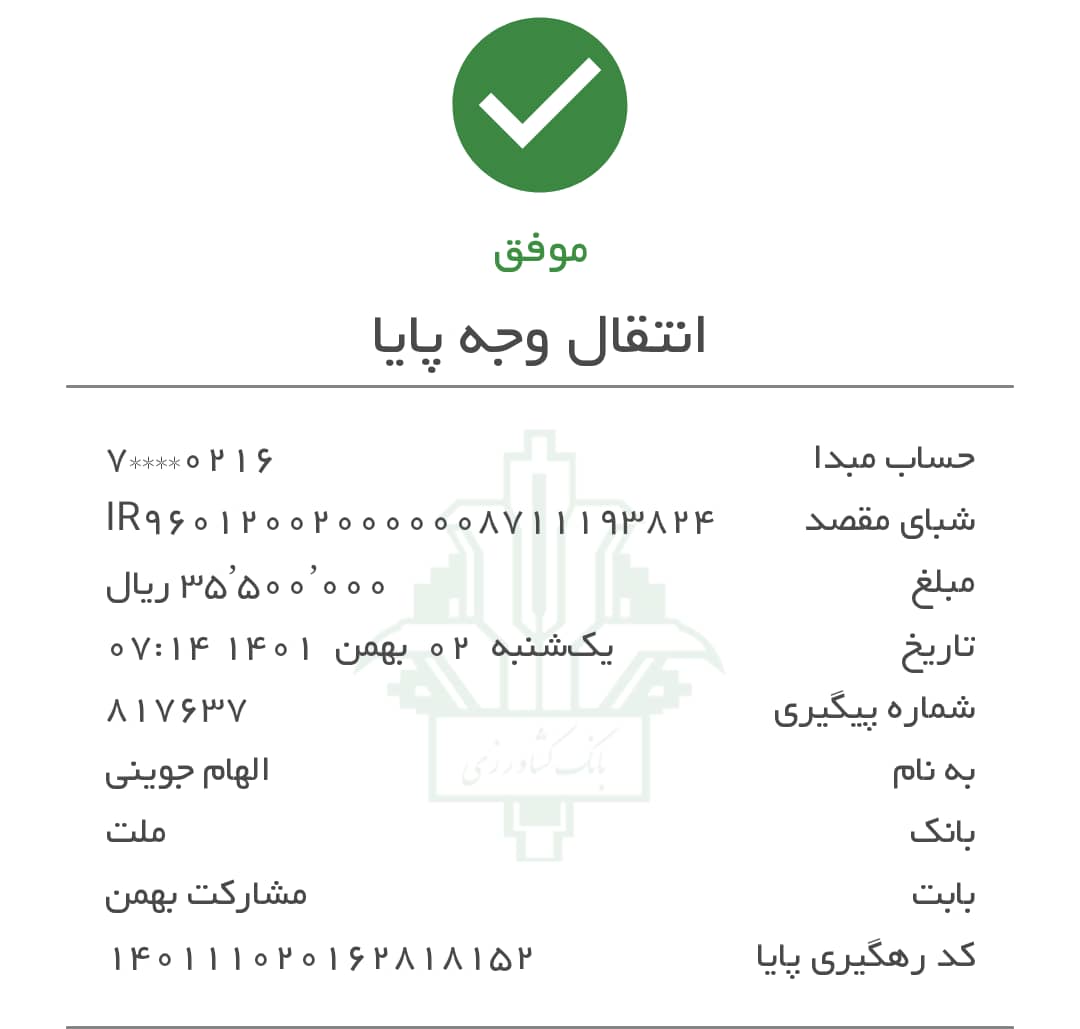 موفق
انتقال وجه پایا
حساب مبدا ۷****۰۲۱۶
شبای مقصد IR۹۶۰۱۲۰۰۲۰۰۰۰۰۰۸۷۱۱۱۹۳۸۲۴
مبلغ ۳۵٬۵۰۰٬۰۰۰ ریال
تاریخ یک‌شنبه ۰۲ بهمن ۱۴۰۱ ۰۷:۱۴
شماره پیگیری ۸۱۷۶۳۷
به نام الهام جوینی
بانک ملت
بابت مشارکت بهمن
کد رهگیری پایا ۱۴۰۱۱۱۰۲۰۱۶۲۸۱۸۱۵۲
بانک کشاورزی